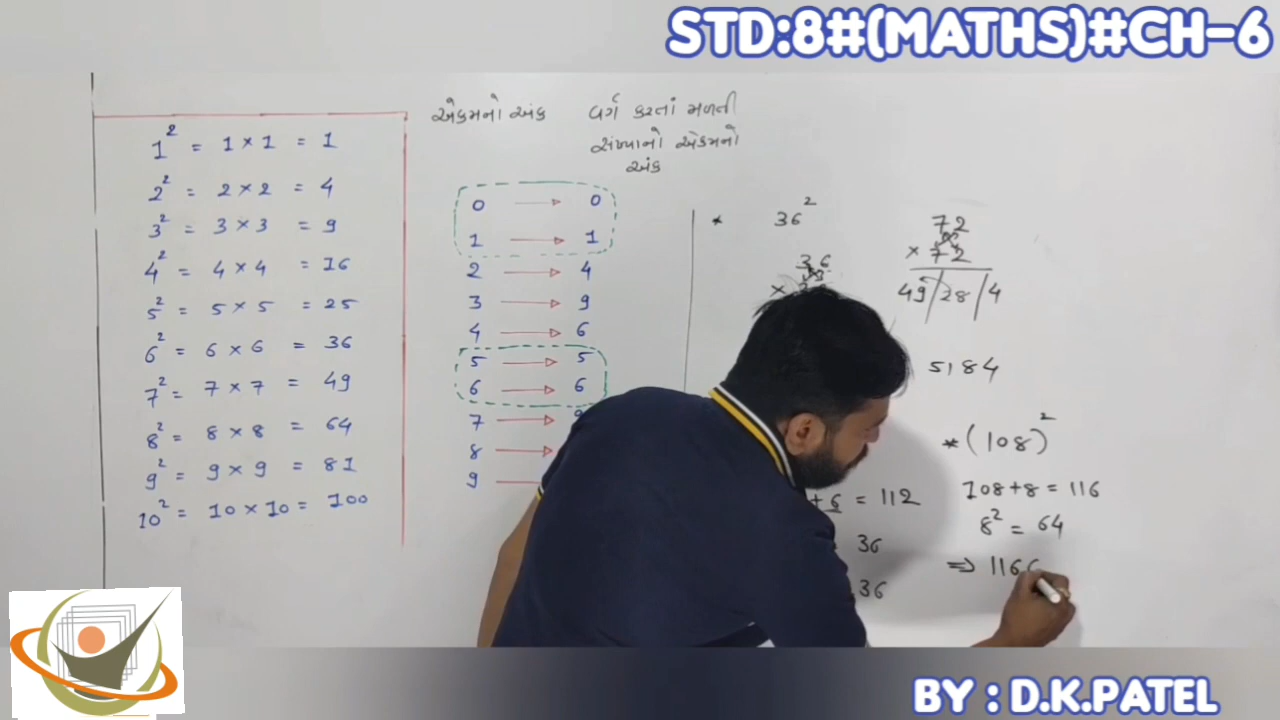 STD:8#(MATHS)#CH-6
1² = 1 × 1 = 1
2² = 2 × 2 = 4
3² = 3 × 3 = 9
4² = 4 × 4 = 16
5² = 5 × 5 = 25
6² = 6 × 6 = 36
7² = 7 × 7 = 49
8² = 8 × 8 = 64
9² = 9 × 9 = 81
10² = 10 × 10 = 100
એકમનો અંક
વર્ગ કરતાં મળતી
સંખ્યાનો એકમનો
અંક
0 → 0
1 → 1
2 4
3 → 9
4 → 6
5 → 5
6 → 6
7 →
8 →
9
* 36²
36
×
72
× 72
49/28/4
5184
+ 6 = 112
36
36
* (108)²
108+8 = 116
8² = 64
⇒ 1166
BY : D.K.PATEL